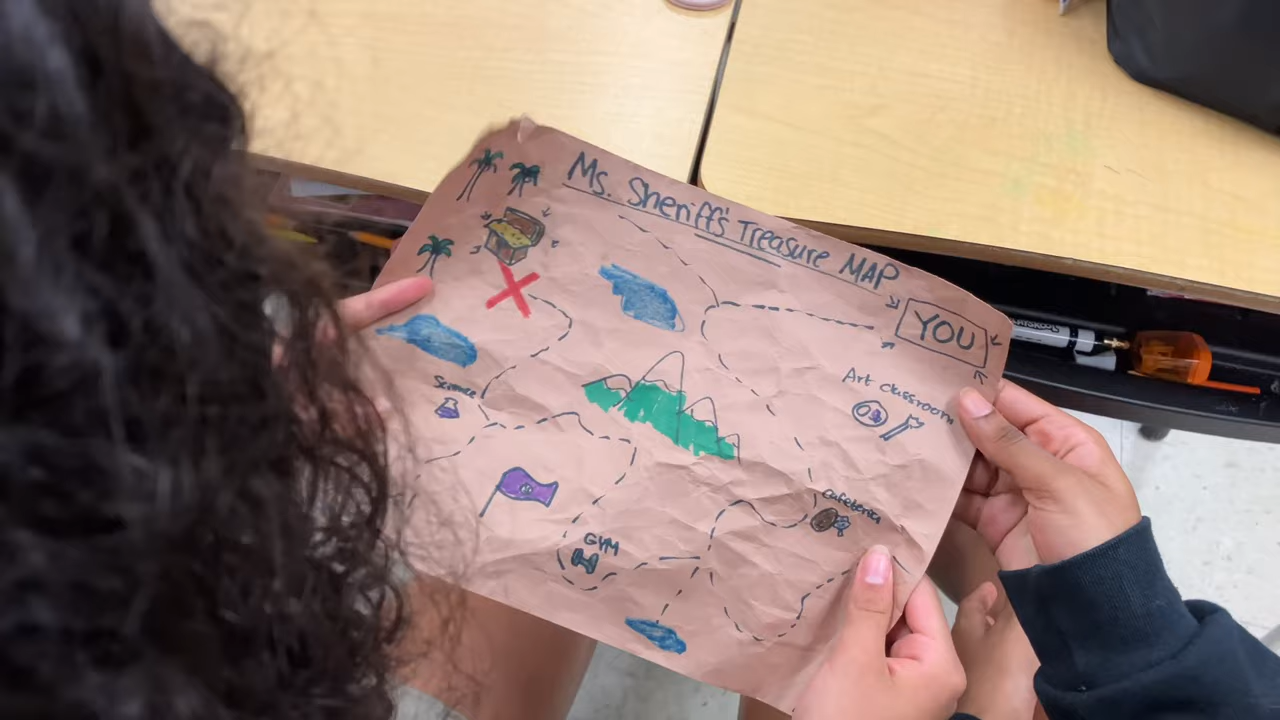 Ms. Sheriff's Treasure MAP
YOU
Art classroom
Science
Cafeteria
GYM